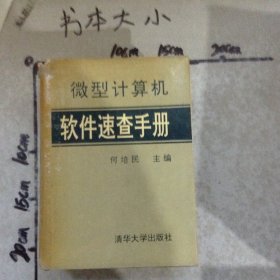 书本大小
10cm 15cm 20cm
微型计算机
软件速查手册
何培民 主编
清华大学出版社
10cm
15cm
20cm